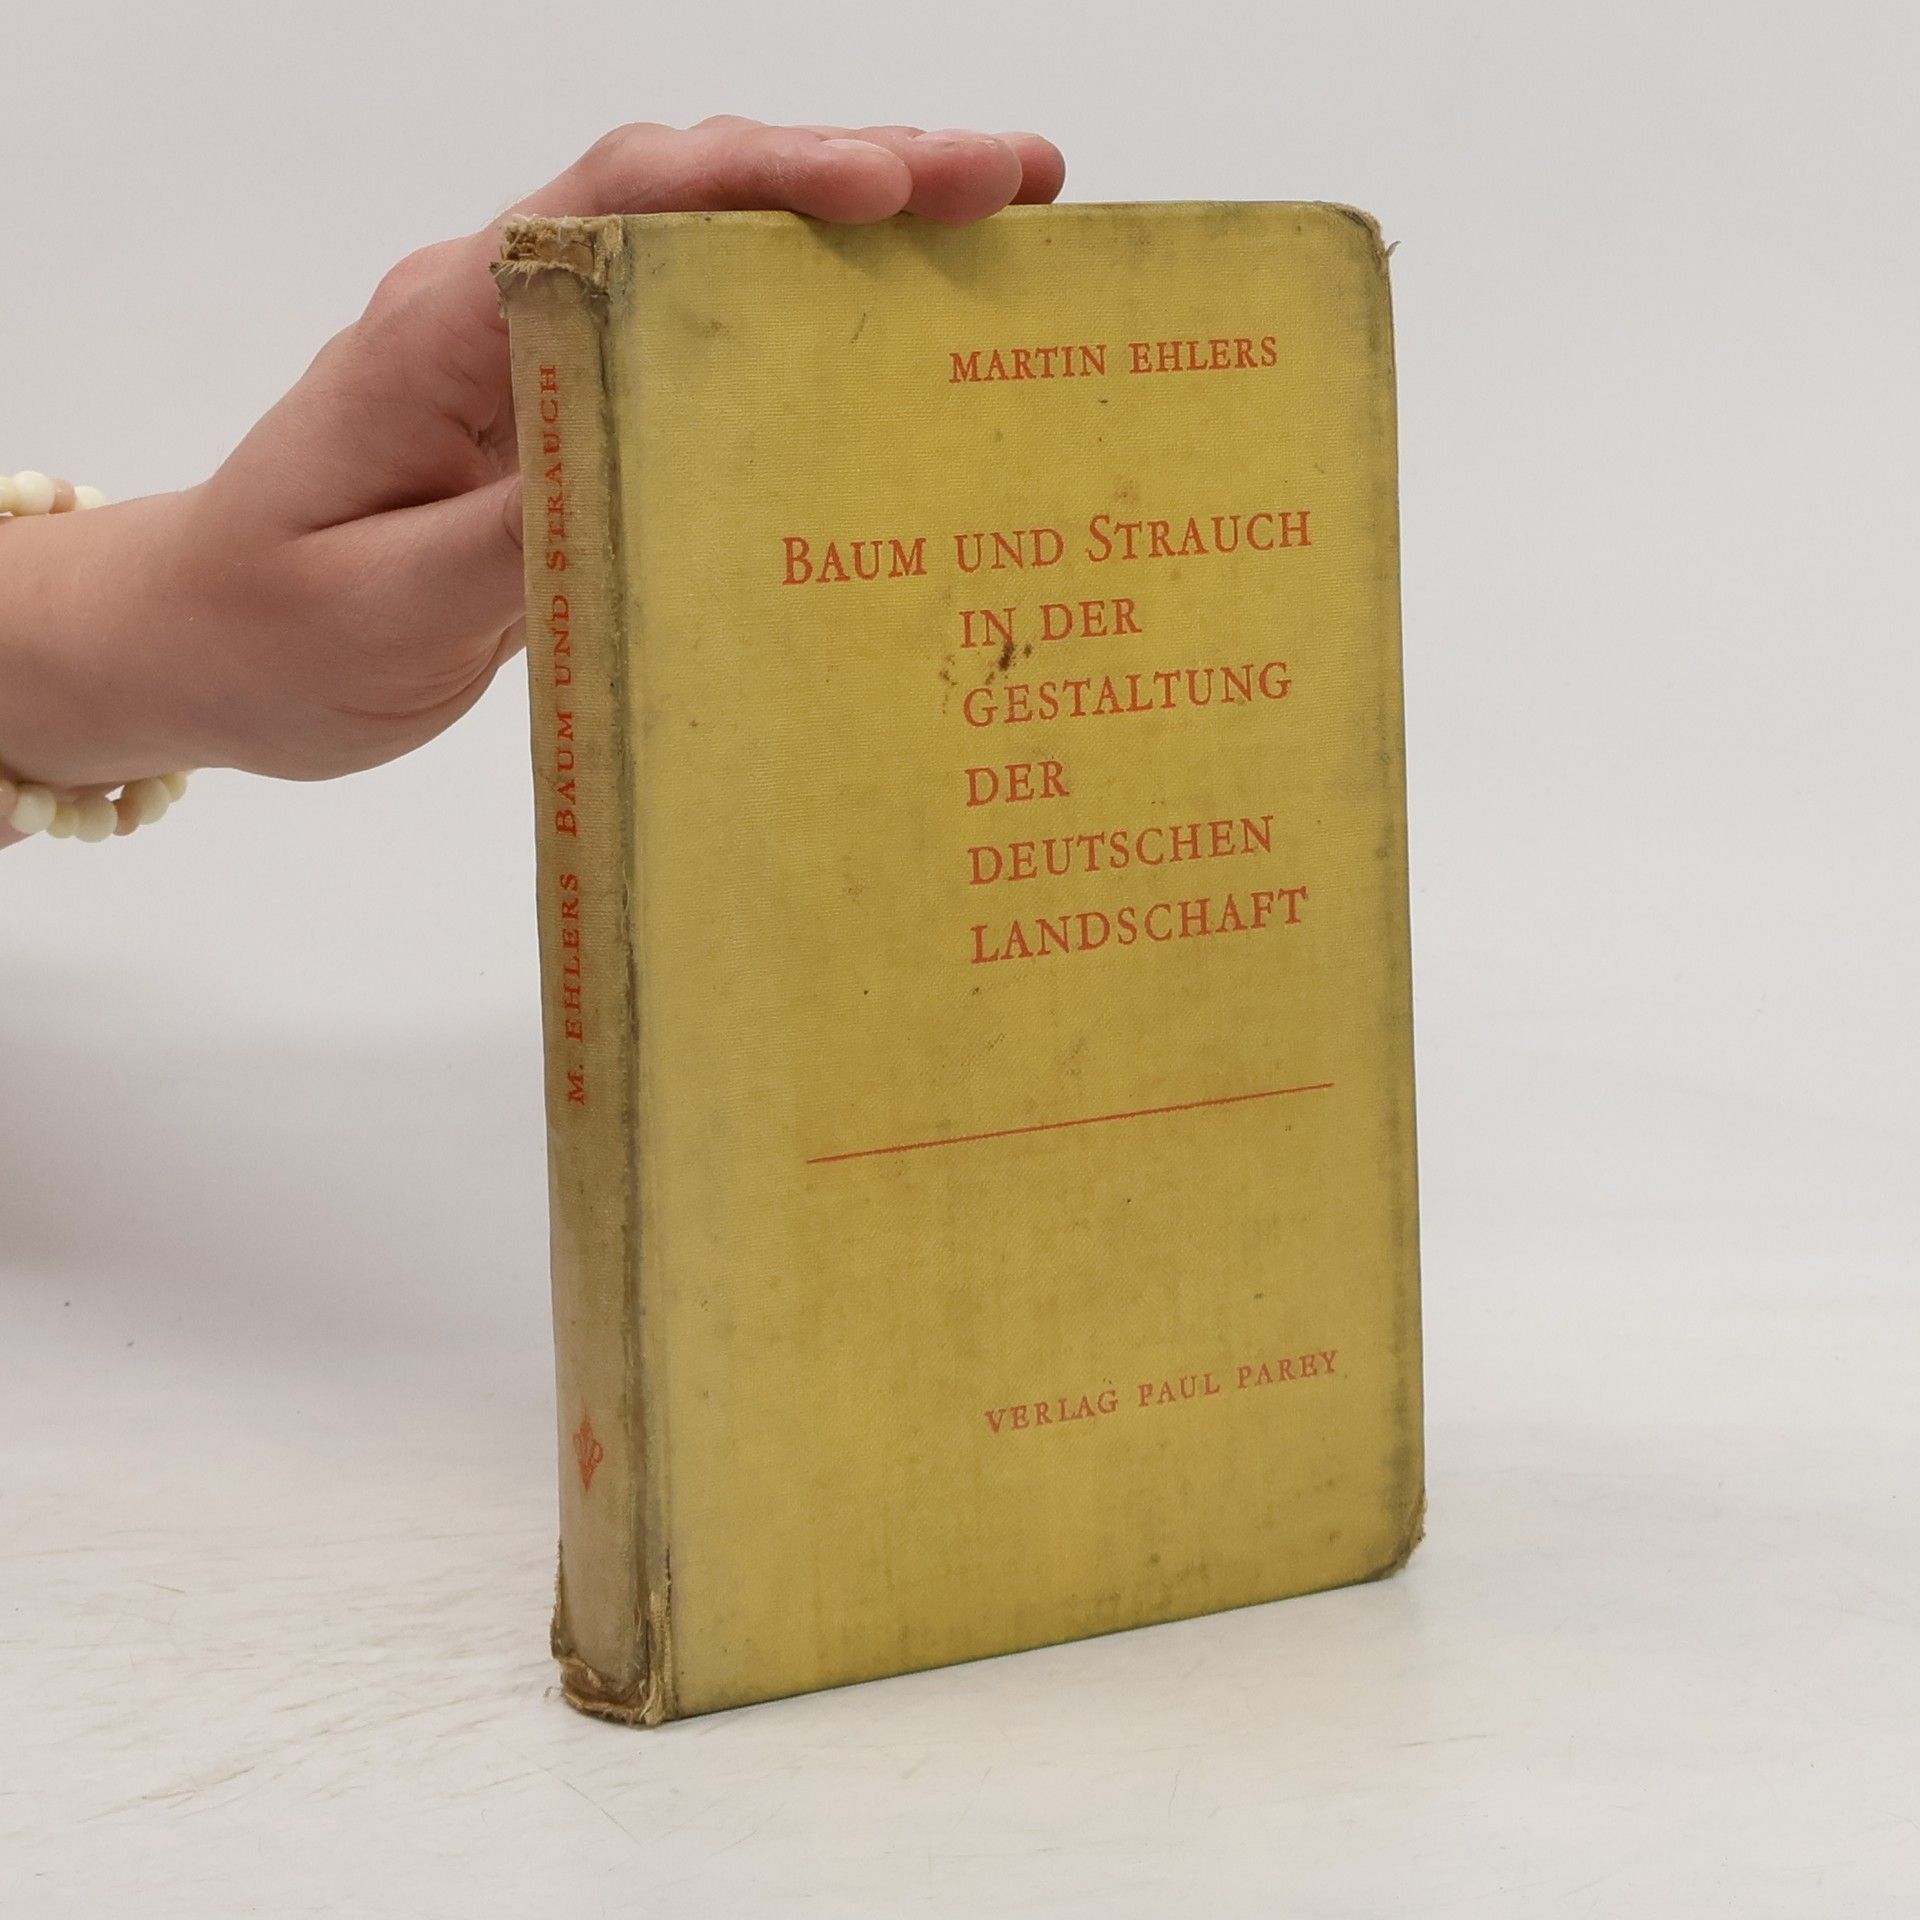 MARTIN EHLERS
BAUM UND STRAUCH
IN DER
GESTALTUNG
DER
DEUTSCHEN
LANDSCHAFT
VERLAG PAUL PAREY
M. EHLERS BAUM UND STRAUCH